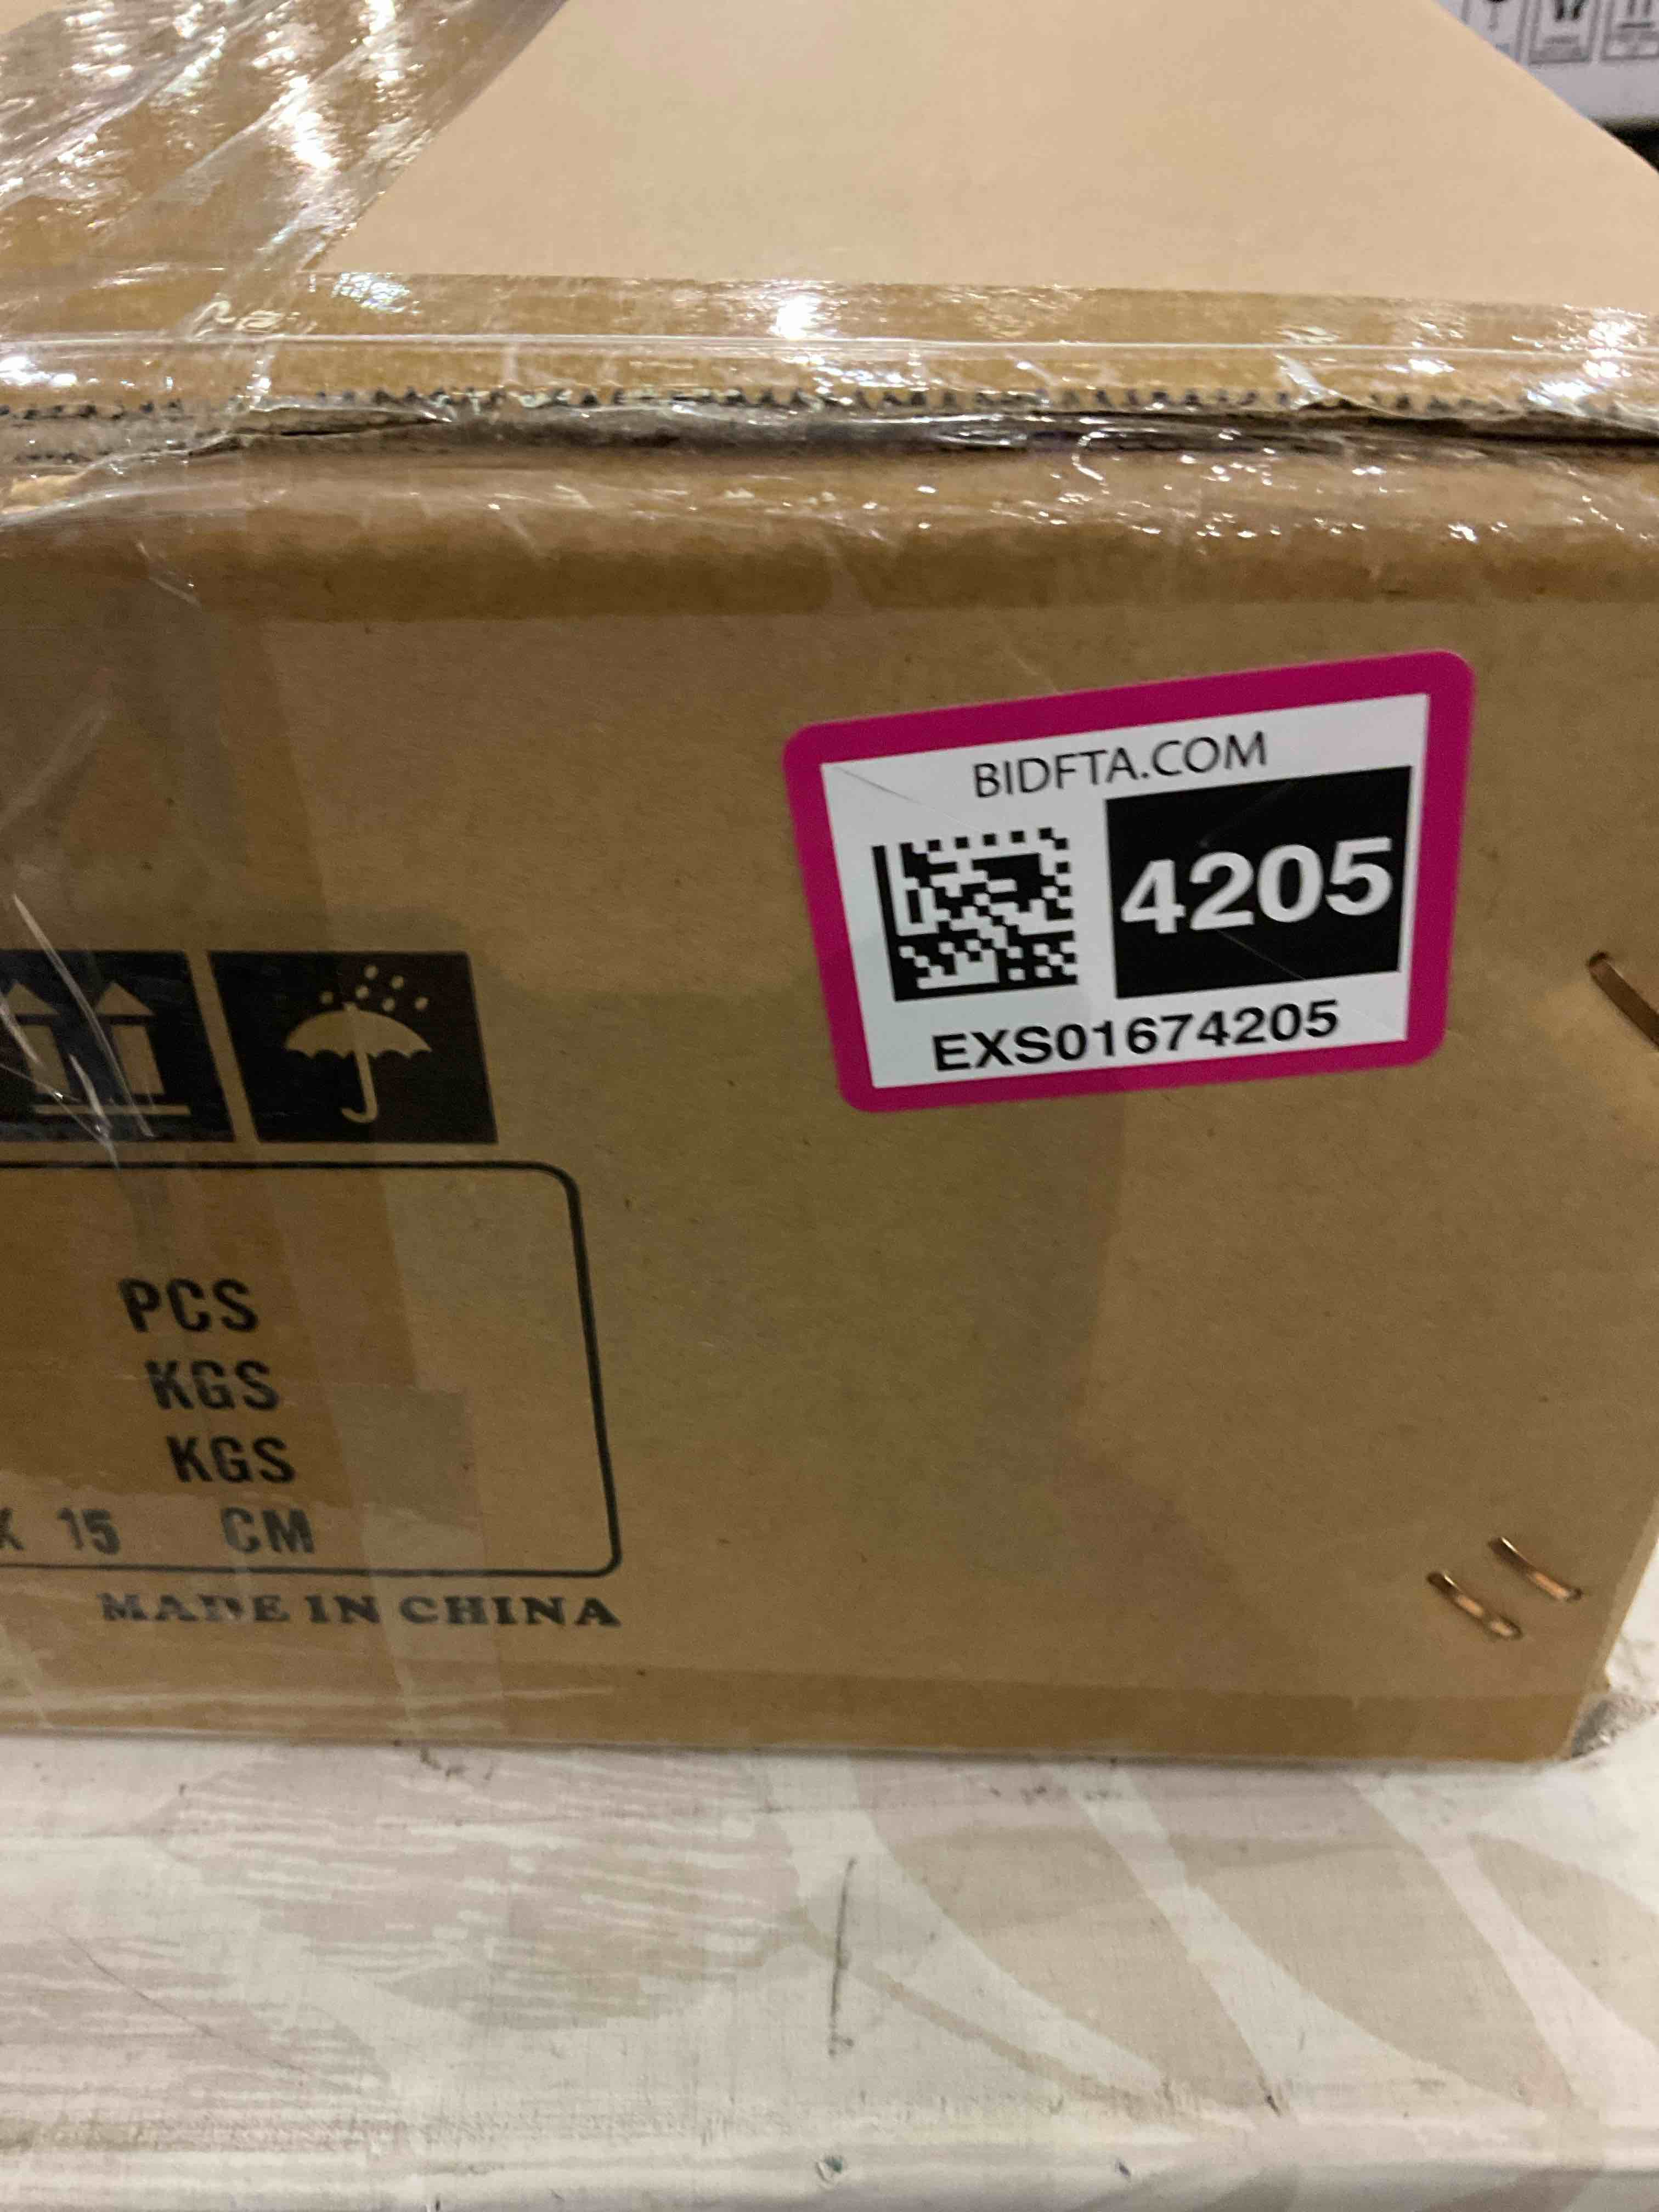 BIDFTA.COM
4205
EXS01674205
PCS
KGS
KGS
X 15 CM
MADE IN CHINA